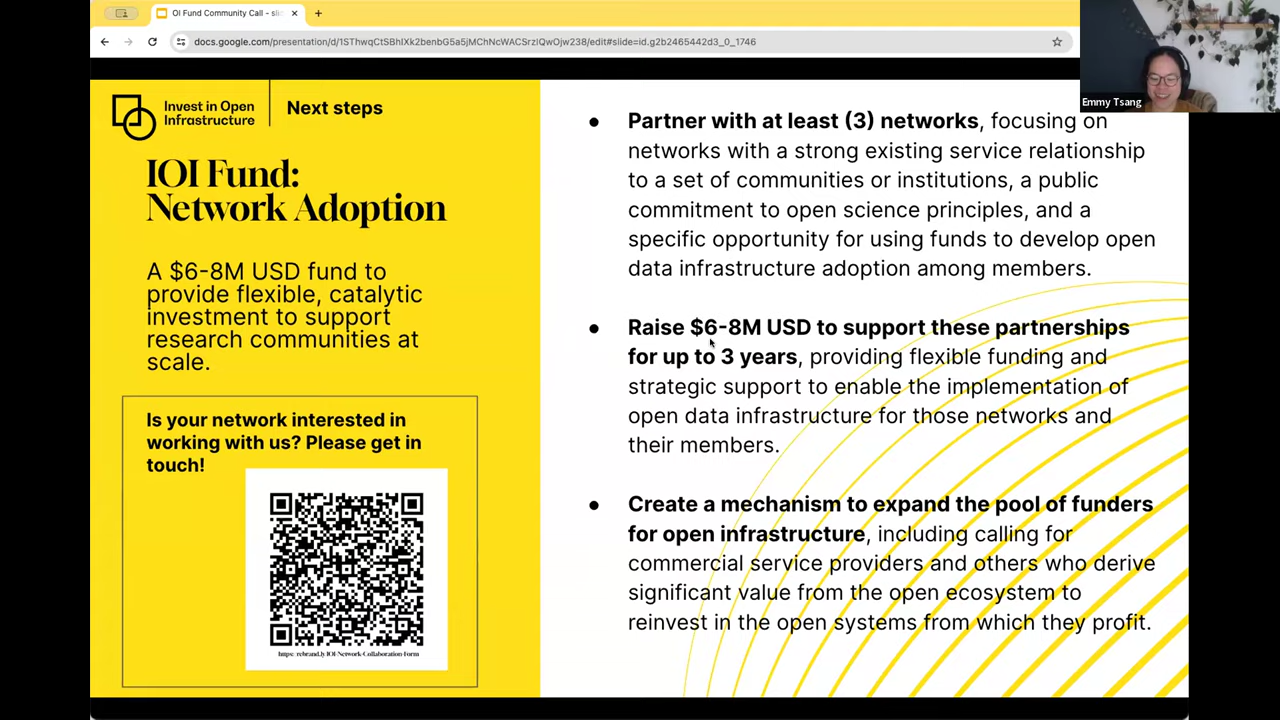 OI Fund Community Call - sli
docs.google.com/presentation/d/1SThwqCtSBhIXk2benbG5a5jMChNcWACSrzIQwOjw238/edit#slide=id.g2b2465442d3_0_1746
Emmy Tsang
Invest in Open
Infrastructure
Next steps
IOI Fund:
Network Adoption
A $6-8M USD fund to
provide flexible, catalytic
investment to support
research communities at
scale.
Is your network interested in
working with us? Please get in
touch!
https://rebrand.ly/IOI-Network-Collaboration-Form
● Partner with at least (3) networks, focusing on
networks with a strong existing service relationship
to a set of communities or institutions, a public
commitment to open science principles, and a
specific opportunity for using funds to develop open
data infrastructure adoption among members.
● Raise $6-8M USD to support these partnerships
for up to 3 years, providing flexible funding and
strategic support to enable the implementation of
open data infrastructure for those networks and
their members.
● Create a mechanism to expand the pool of funders
for open infrastructure, including calling for
commercial service providers and others who derive
significant value from the open ecosystem to
reinvest in the open systems from which they profit.